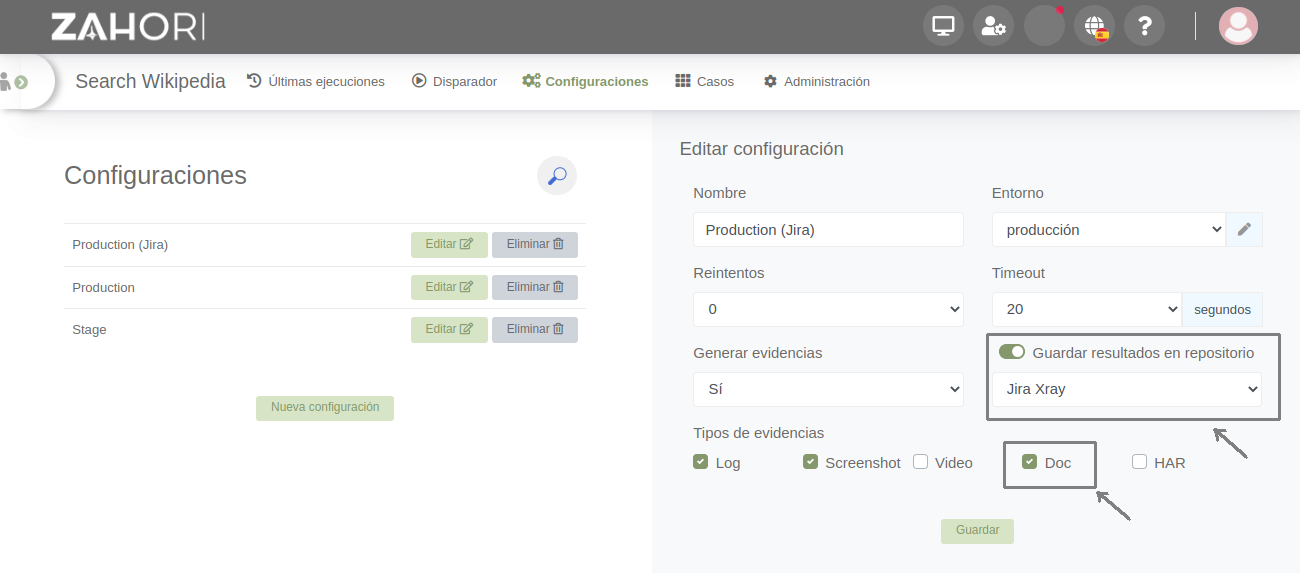 ZAHORI
?
Search Wikipedia Últimas ejecuciones Disparador Configuraciones Casos Administración
Configuraciones
Production (Jira) Editar Eliminar
Production Editar Eliminar
Stage Editar Eliminar
Nueva configuración
Editar configuración
Nombre Entorno
Production (Jira) producción
Reintentos Timeout
0 20 segundos
Generar evidencias Guardar resultados en repositorio
Sí Jira Xray
Tipos de evidencias
Log Screenshot Video Doc HAR
Guardar